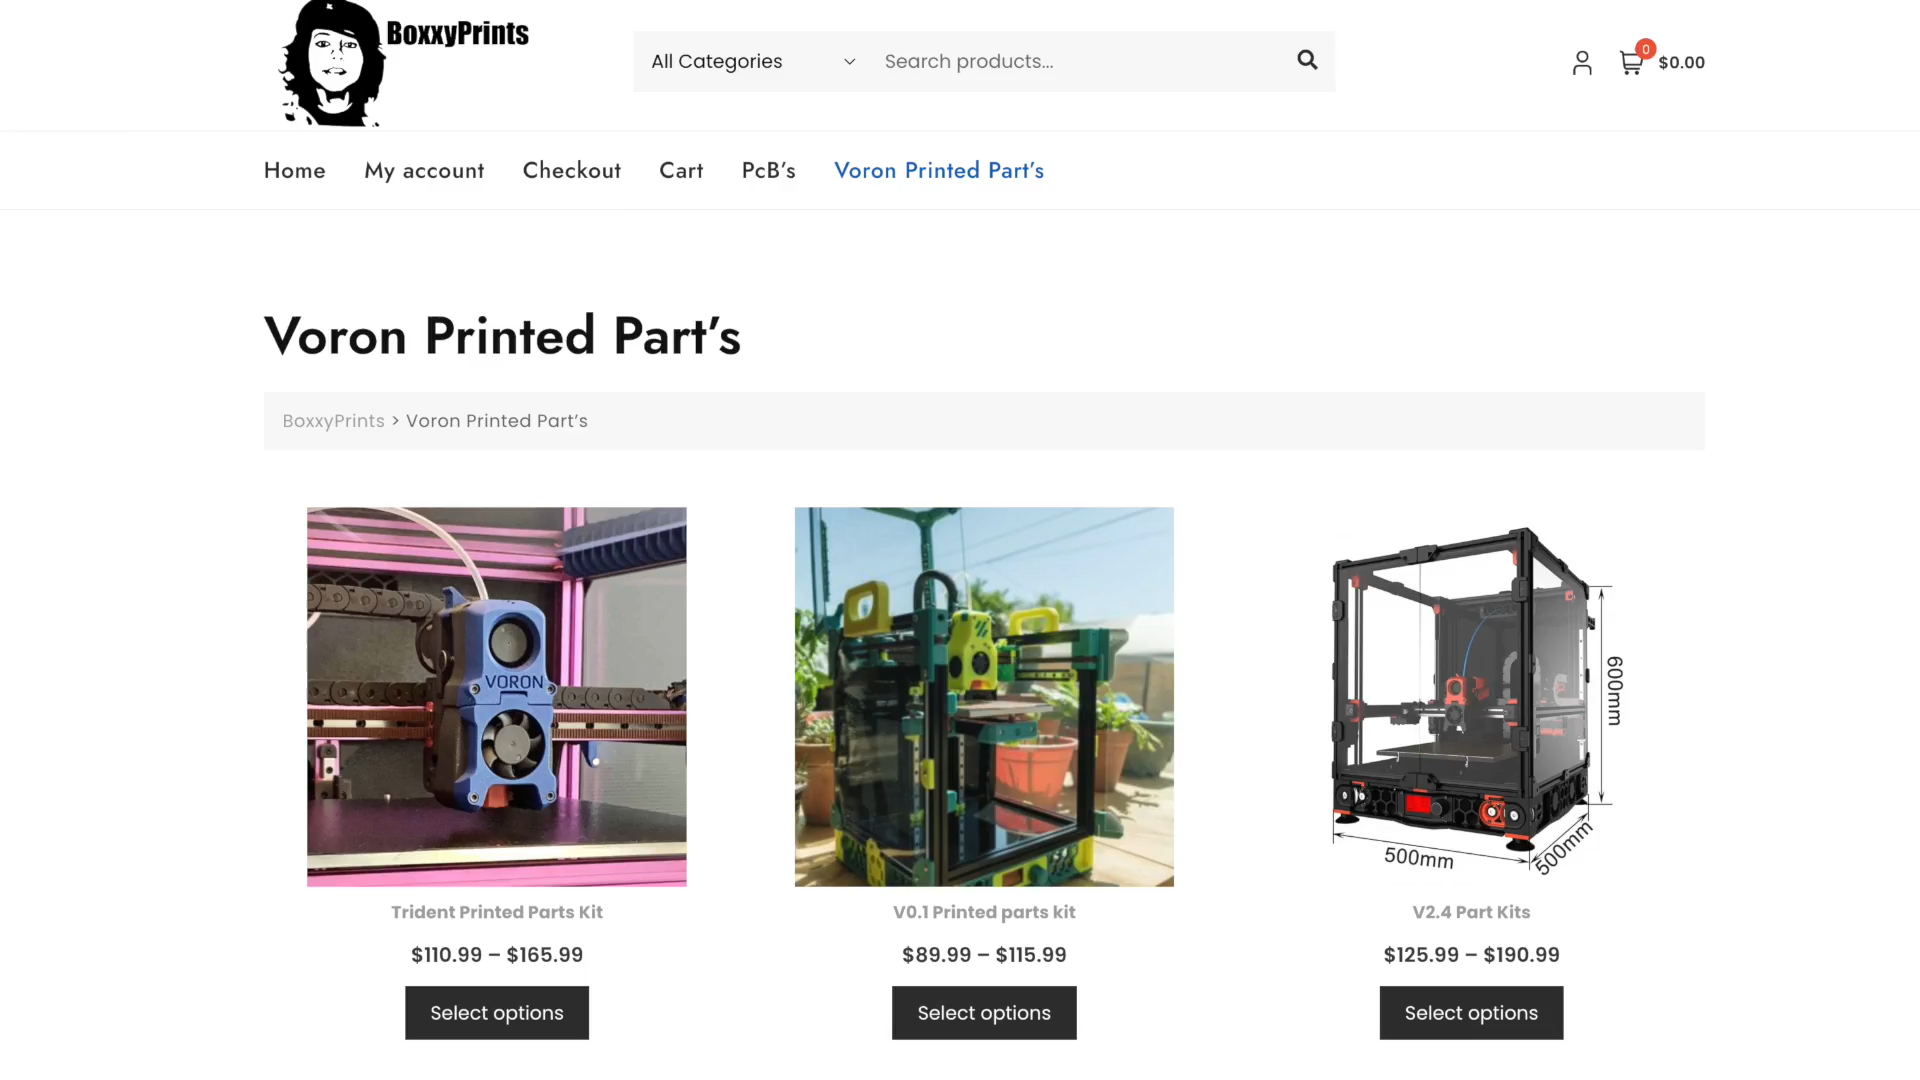 BoxxyPrints
All Categories
Search products...
0
$0.00
Home
My account
Checkout
Cart
PcB’s
Voron Printed Part’s
Voron Printed Part’s
BoxxyPrints > Voron Printed Part’s
VORON
600mm
500mm
500mm
Trident Printed Parts Kit
$110.99 – $165.99
Select options
V0.1 Printed parts kit
$89.99 – $115.99
Select options
V2.4 Part Kits
$125.99 – $190.99
Select options